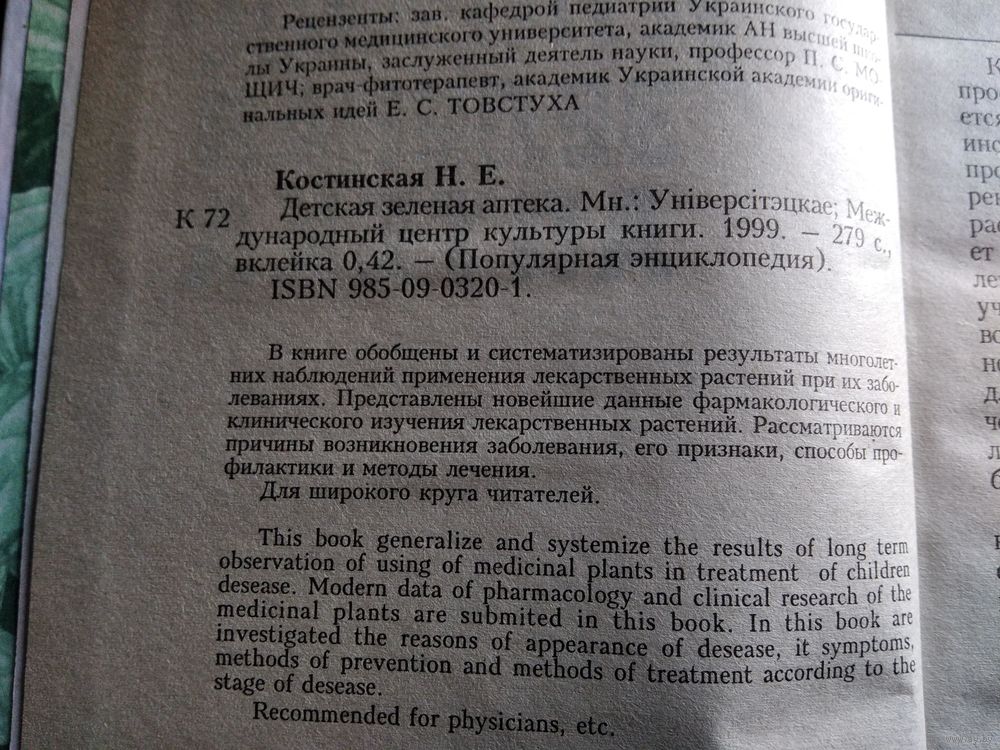 Рецензенты: зав. кафедрой педиатрии Украинского государ-
ственного медицинского университета, академик АН высшей шко-
лы Украины, заслуженный деятель науки, профессор П. С. МО-
ЩИЧ; врач-фитотерапевт, академик Украинской академии ориги-
нальных идей Е. С. ТОВСТУХА
Костинская Н. Е.
К 72
Детская зеленая аптека. Мн.: Універсітэцкае; Меж-
дународный центр культуры книги. 1999. — 279 с.,
вклейка 0,42. — (Популярная энциклопедия).
ISBN 985-09-0320-1.
В книге обобщены и систематизированы результаты многолет-
них наблюдений применения лекарственных растений при их забо-
леваниях. Представлены новейшие данные фармакологического и
клинического изучения лекарственных растений. Рассматриваются
причины возникновения заболевания, его признаки, способы про-
филактики и методы лечения.
Для широкого круга читателей.
This book generalize and systemize the results of long term
observation of using of medicinal plants in treatment of children
desease. Modern data of pharmacology and clinical research of the
medicinal plants are submited in this book. In this book are
investigated the reasons of appearance of desease, it symptoms,
methods of prevention and methods of treatment according to the
stage of desease.
Recommended for physicians, etc.